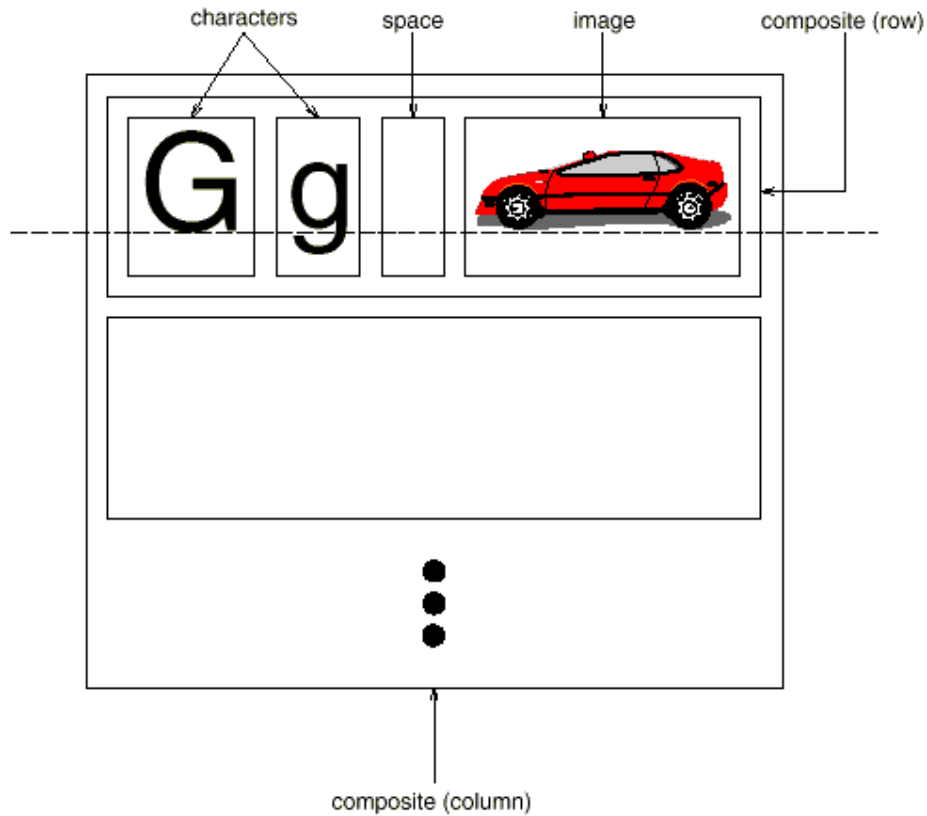 characters
space
image
composite (row)
G g
composite (column)